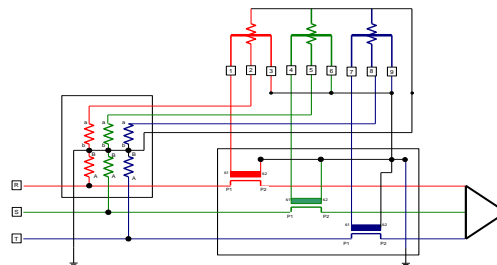 1 2 3 4 5 6 7 8 9
a a a
b b b
B B B
A A A
R
S1 S2
P1 P2
S
S1 S2
P1 P2
T
S1 S2
P1 P2